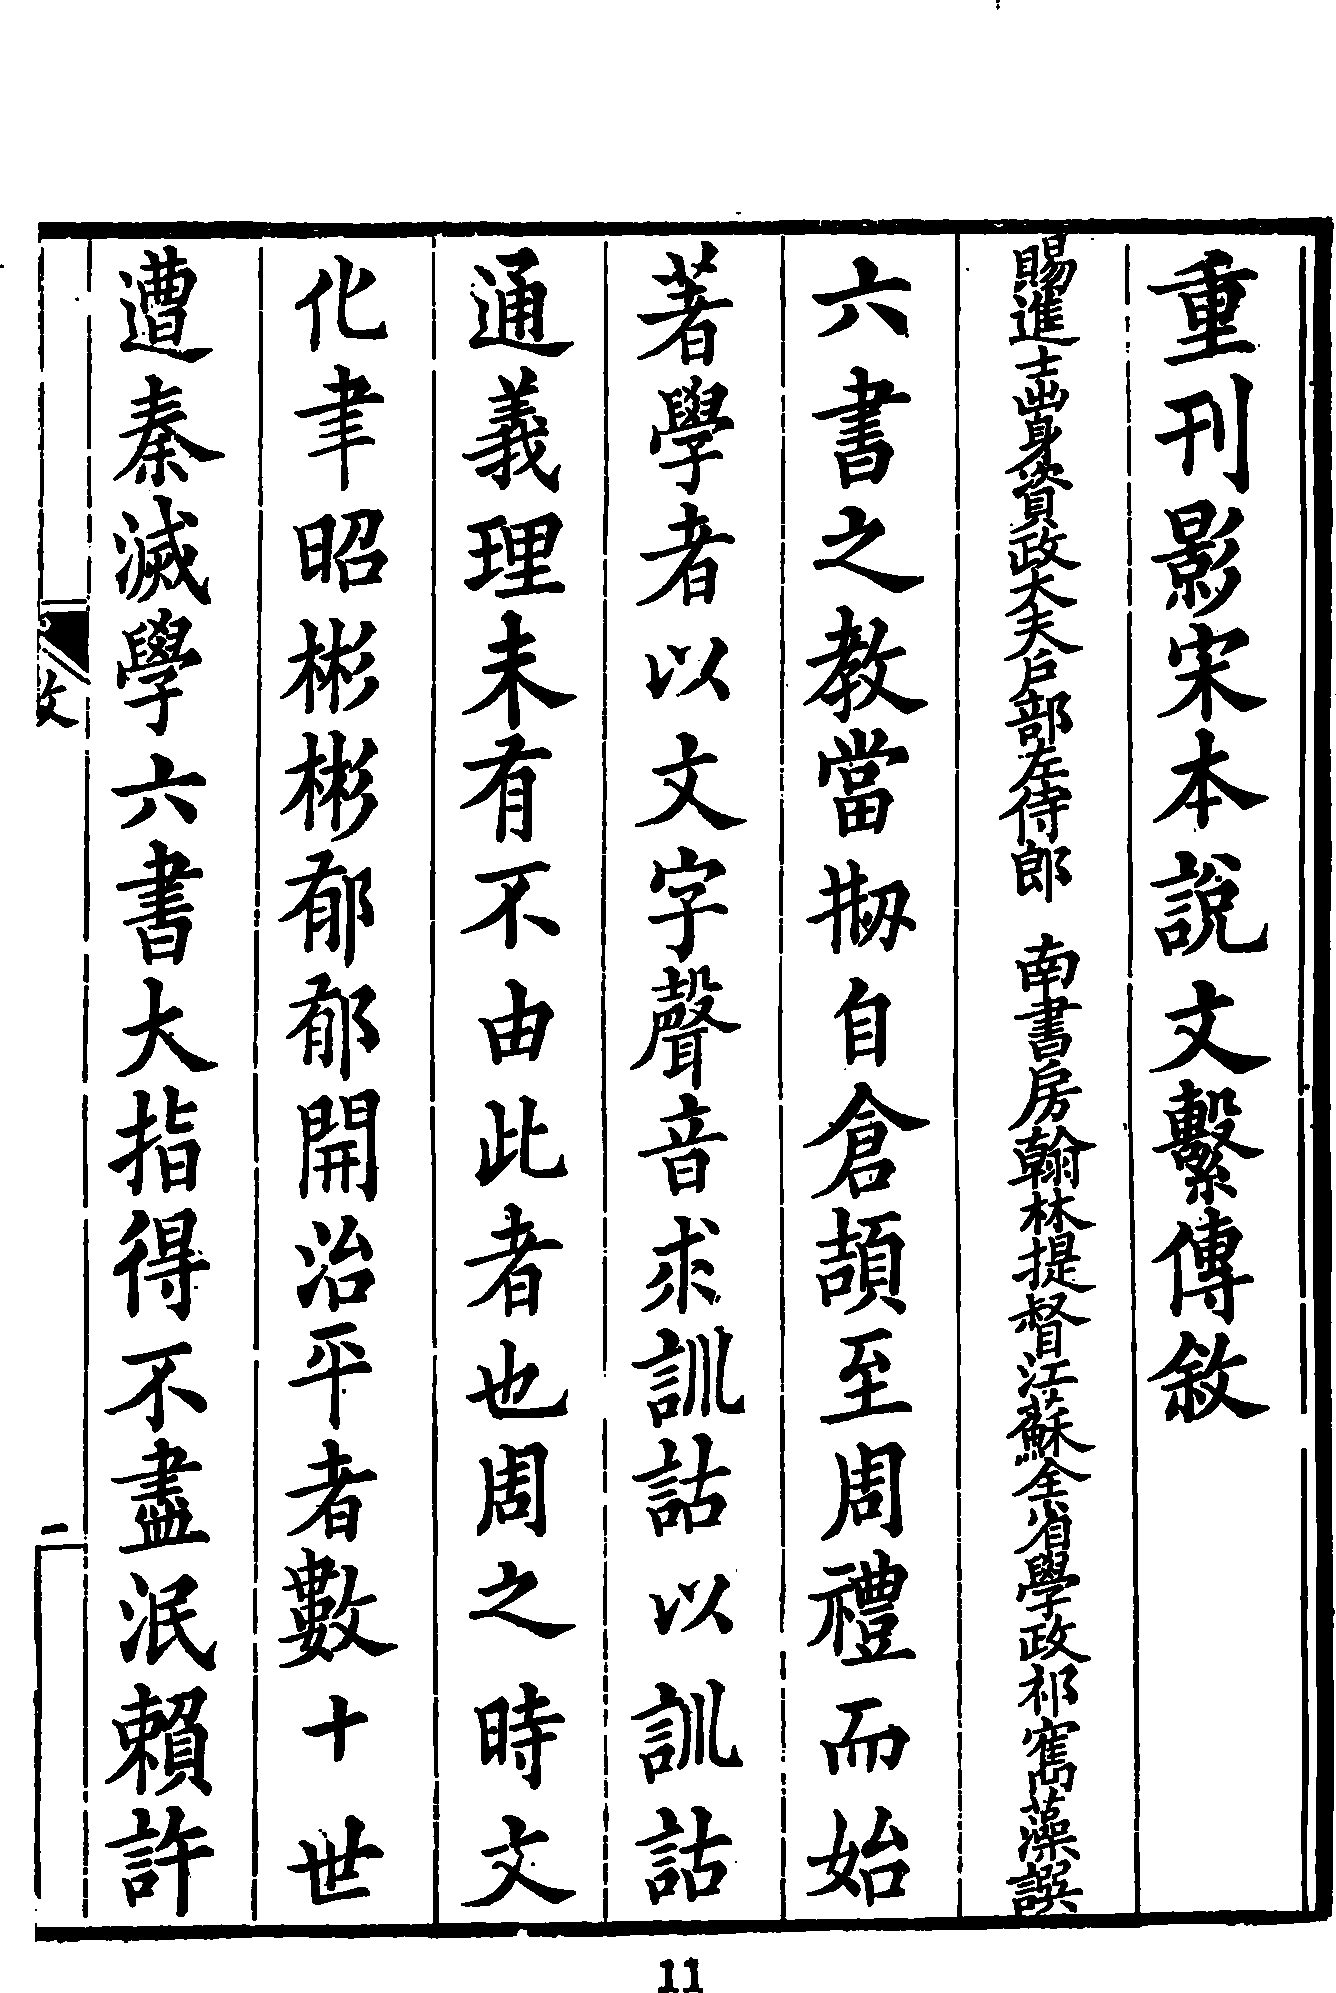 重刊影宋本說文繫傳敘
賜進士出身資政大夫戶部左侍郎 南書房翰林提督江蘇全省學政祁寯藻譔
六書之教當刱自倉頡至周禮而始
著學者以文字聲音求訓詁以訓詁
通義理未有不由此者也周之時文
化聿昭彬彬郁郁開治平者數十世
遭秦滅學六書大指得不盡泯賴許
敘
一
11